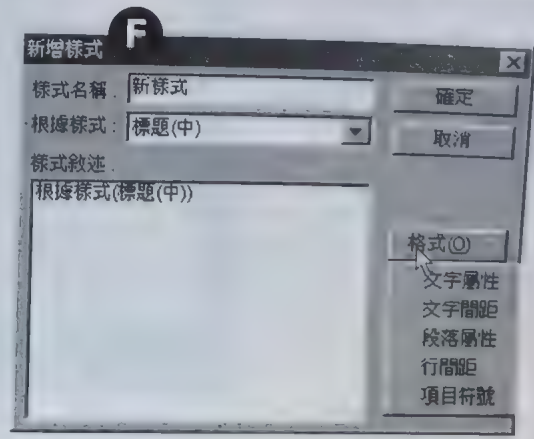 F
新增樣式
樣式名稱： 新樣式
根據樣式： 標題(中)
樣式敘述：
根據樣式(標題(中))
確定
取消
格式(O)
文字屬性
文字間距
段落屬性
行間距
項目符號